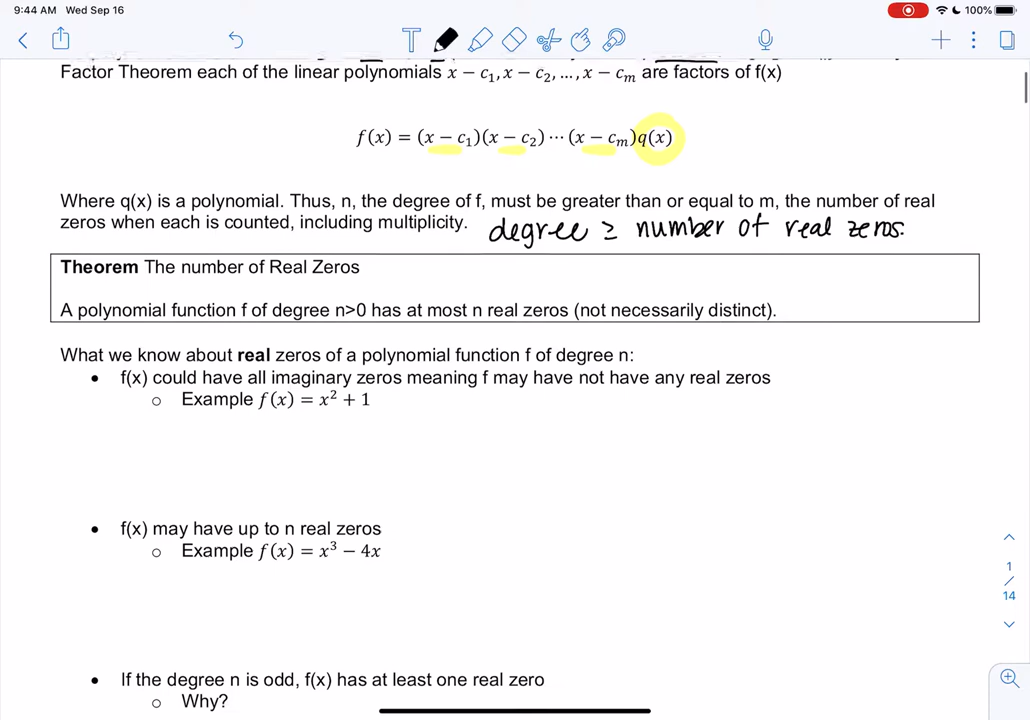 9:44 AM Wed Sep 16
100%
T
Factor Theorem each of the linear polynomials x − c₁, x − c₂, …, x − cₘ are factors of f(x)
f(x) = (x − c₁)(x − c₂) ⋯ (x − cₘ)q(x)
Where q(x) is a polynomial. Thus, n, the degree of f, must be greater than or equal to m, the number of real
zeros when each is counted, including multiplicity. degree ≥ number of real zeros.
Theorem The number of Real Zeros
A polynomial function f of degree n>0 has at most n real zeros (not necessarily distinct).
What we know about real zeros of a polynomial function f of degree n:
• f(x) could have all imaginary zeros meaning f may have not have any real zeros
o Example f(x) = x² + 1
• f(x) may have up to n real zeros
o Example f(x) = x³ − 4x
1
/
14
• If the degree n is odd, f(x) has at least one real zero
o Why?